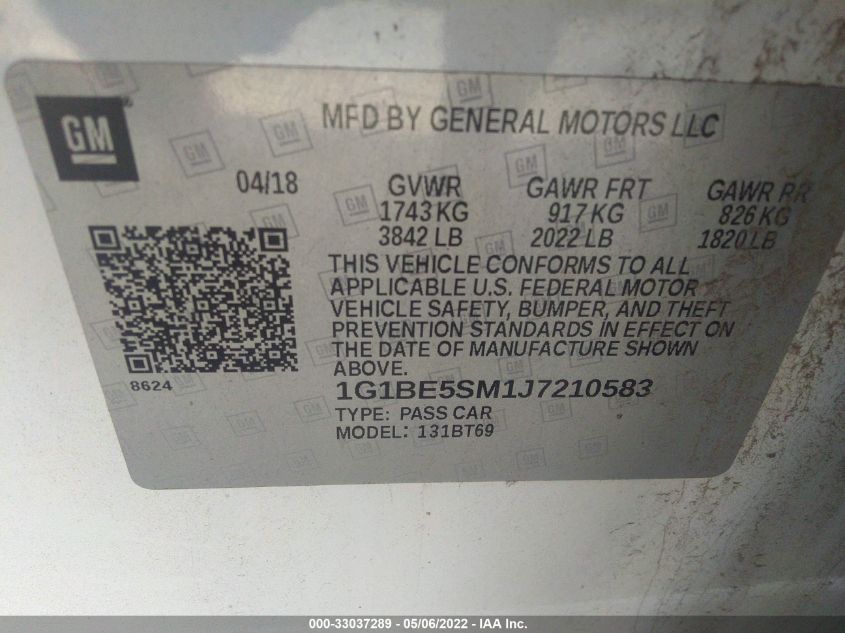 GM
MFD BY GENERAL MOTORS LLC
04/18 GVWR GAWR FRT GAWR RR
1743 KG 917 KG 826 KG
3842 LB 2022 LB 1820 LB
THIS VEHICLE CONFORMS TO ALL
APPLICABLE U.S. FEDERAL MOTOR
VEHICLE SAFETY, BUMPER, AND THEFT
PREVENTION STANDARDS IN EFFECT ON
THE DATE OF MANUFACTURE SHOWN
ABOVE.
8624
1G1BE5SM1J7210583
TYPE: PASS CAR
MODEL: 131BT69
000-33037289 - 05/06/2022 - IAA Inc.